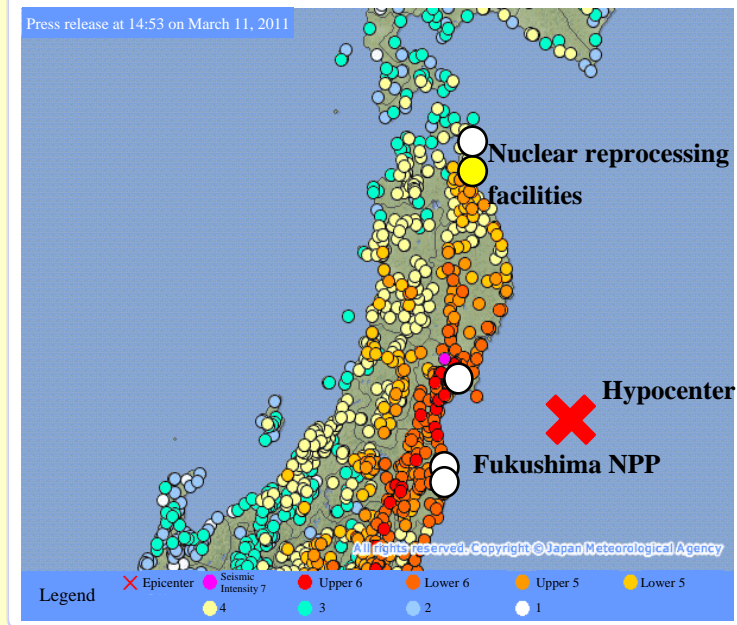 Press release at 14:53 on March 11, 2011
Nuclear reprocessing
facilities
Hypocenter
Fukushima NPP
All rights reserved. Copyright © Japan Meteorological Agency
Legend
Epicenter
Seismic
Intensity 7
Upper 6
Lower 6
Upper 5
Lower 5
4
3
2
1